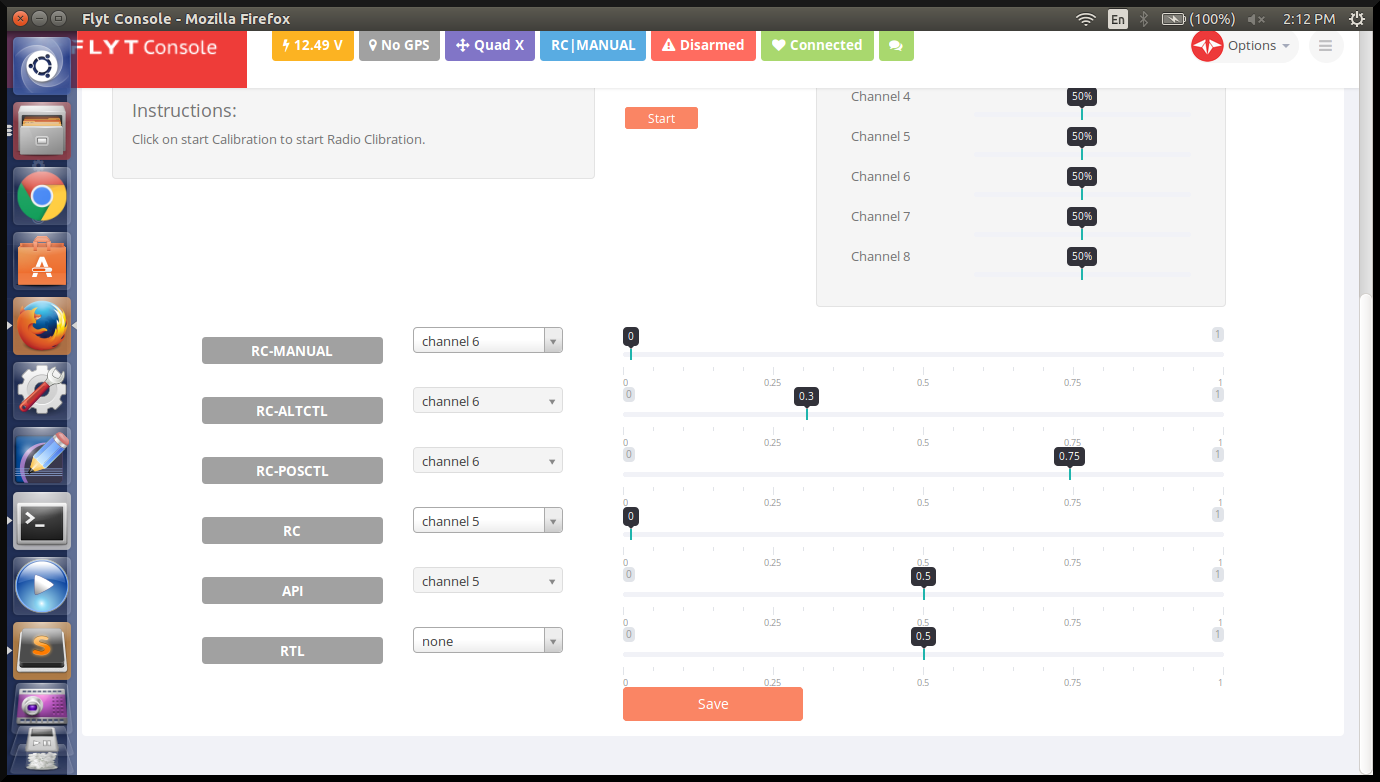 Flyt Console - Mozilla Firefox
En (100%) 2:12 PM
FLYT Console 12.49 V No GPS Quad X RC|MANUAL Disarmed Connected Options
Instructions:
Click on start Calibration to start Radio Clibration.
Start
Channel 4 50%
Channel 5 50%
Channel 6 50%
Channel 7 50%
Channel 8 50%
RC-MANUAL channel 6 0 1
0 0.25 0.5 0.75 1
RC-ALTCTL channel 6 0 0.3 1
0 0.25 0.5 0.75 1
RC-POSCTL channel 6 0 0.75 1
0 0.25 0.5 0.75 1
RC channel 5 0 1
0 0.25 0.5 0.75 1
API channel 5 0 0.5 1
0 0.25 0.5 0.75 1
RTL none 0 0.5 1
0 0.25 0.5 0.75 1
Save